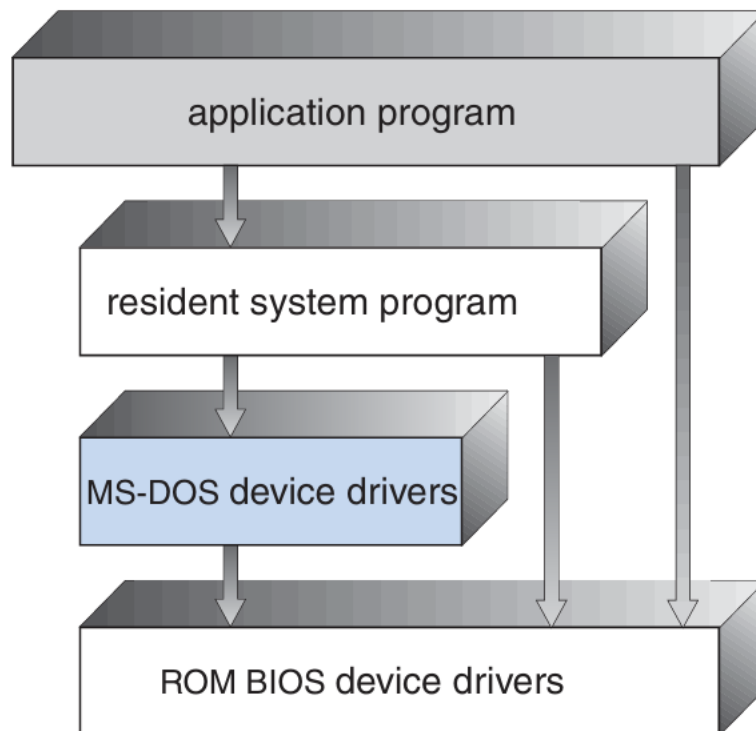 application program
resident system program
MS-DOS device drivers
ROM BIOS device drivers